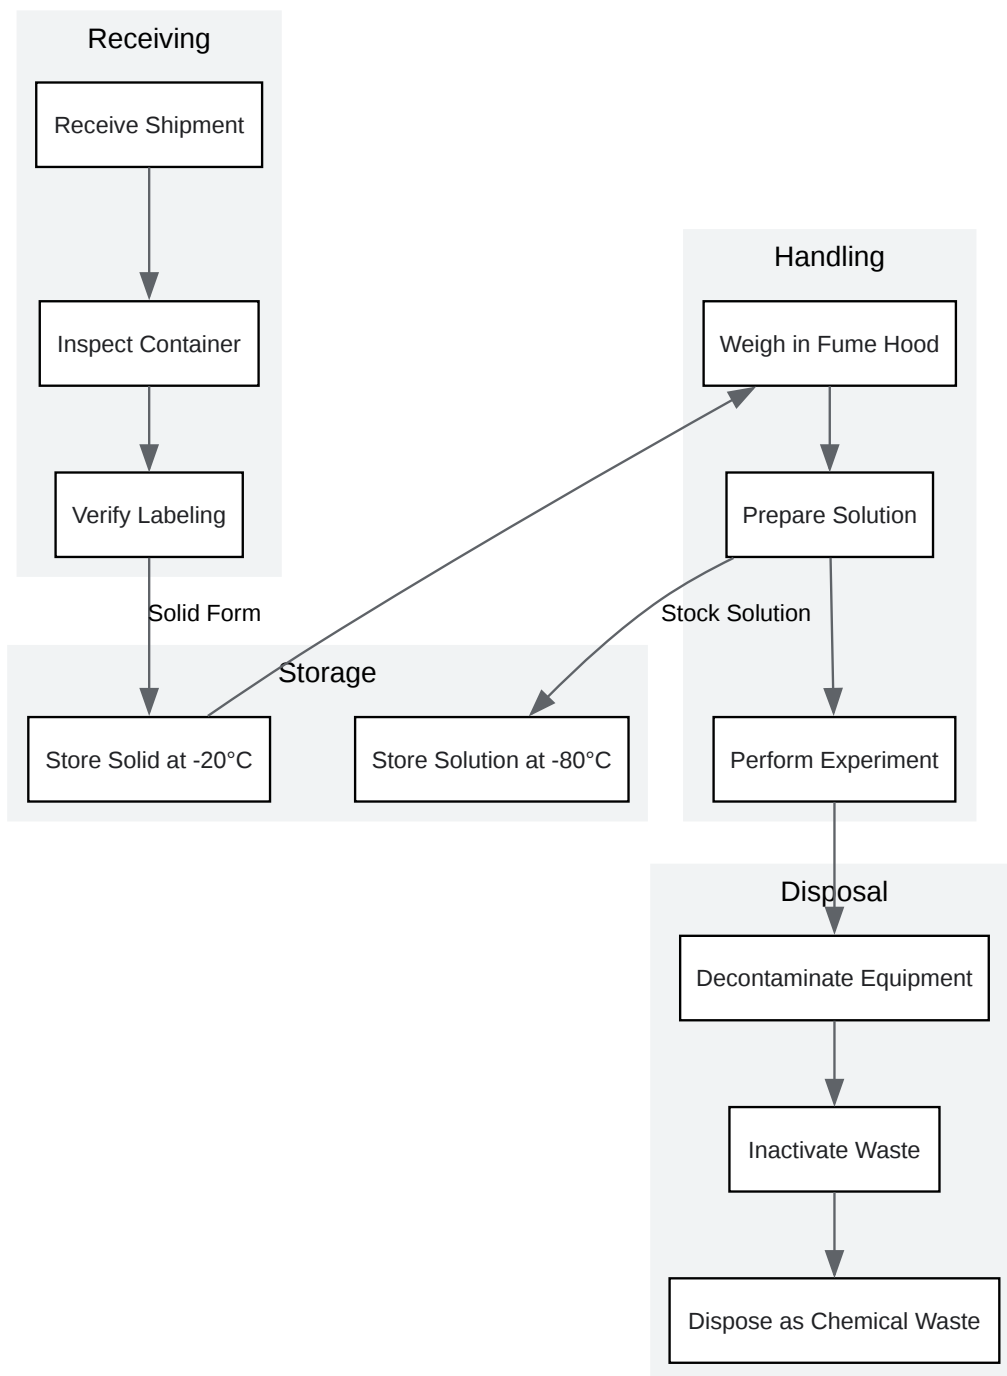 Receiving
Receive Shipment
Inspect Container
Verify Labeling
Solid Form
Storage
Store Solid at -20°C
Store Solution at -80°C
Handling
Weigh in Fume Hood
Prepare Solution
Stock Solution
Perform Experiment
Disposal
Decontaminate Equipment
Inactivate Waste
Dispose as Chemical Waste